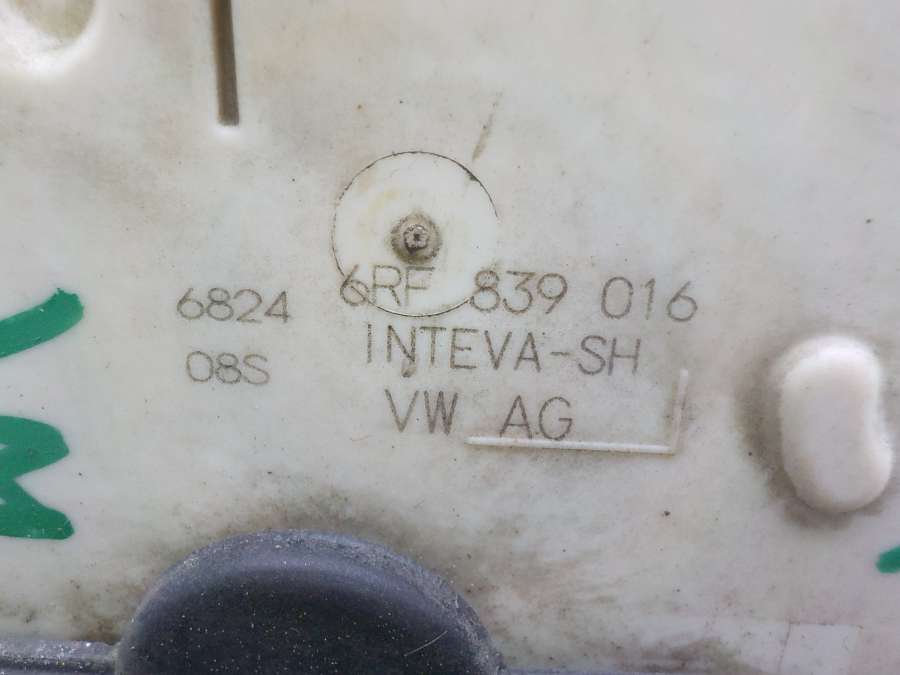 6824 6RF 839 016
08S INTEVA-SH
VW AG